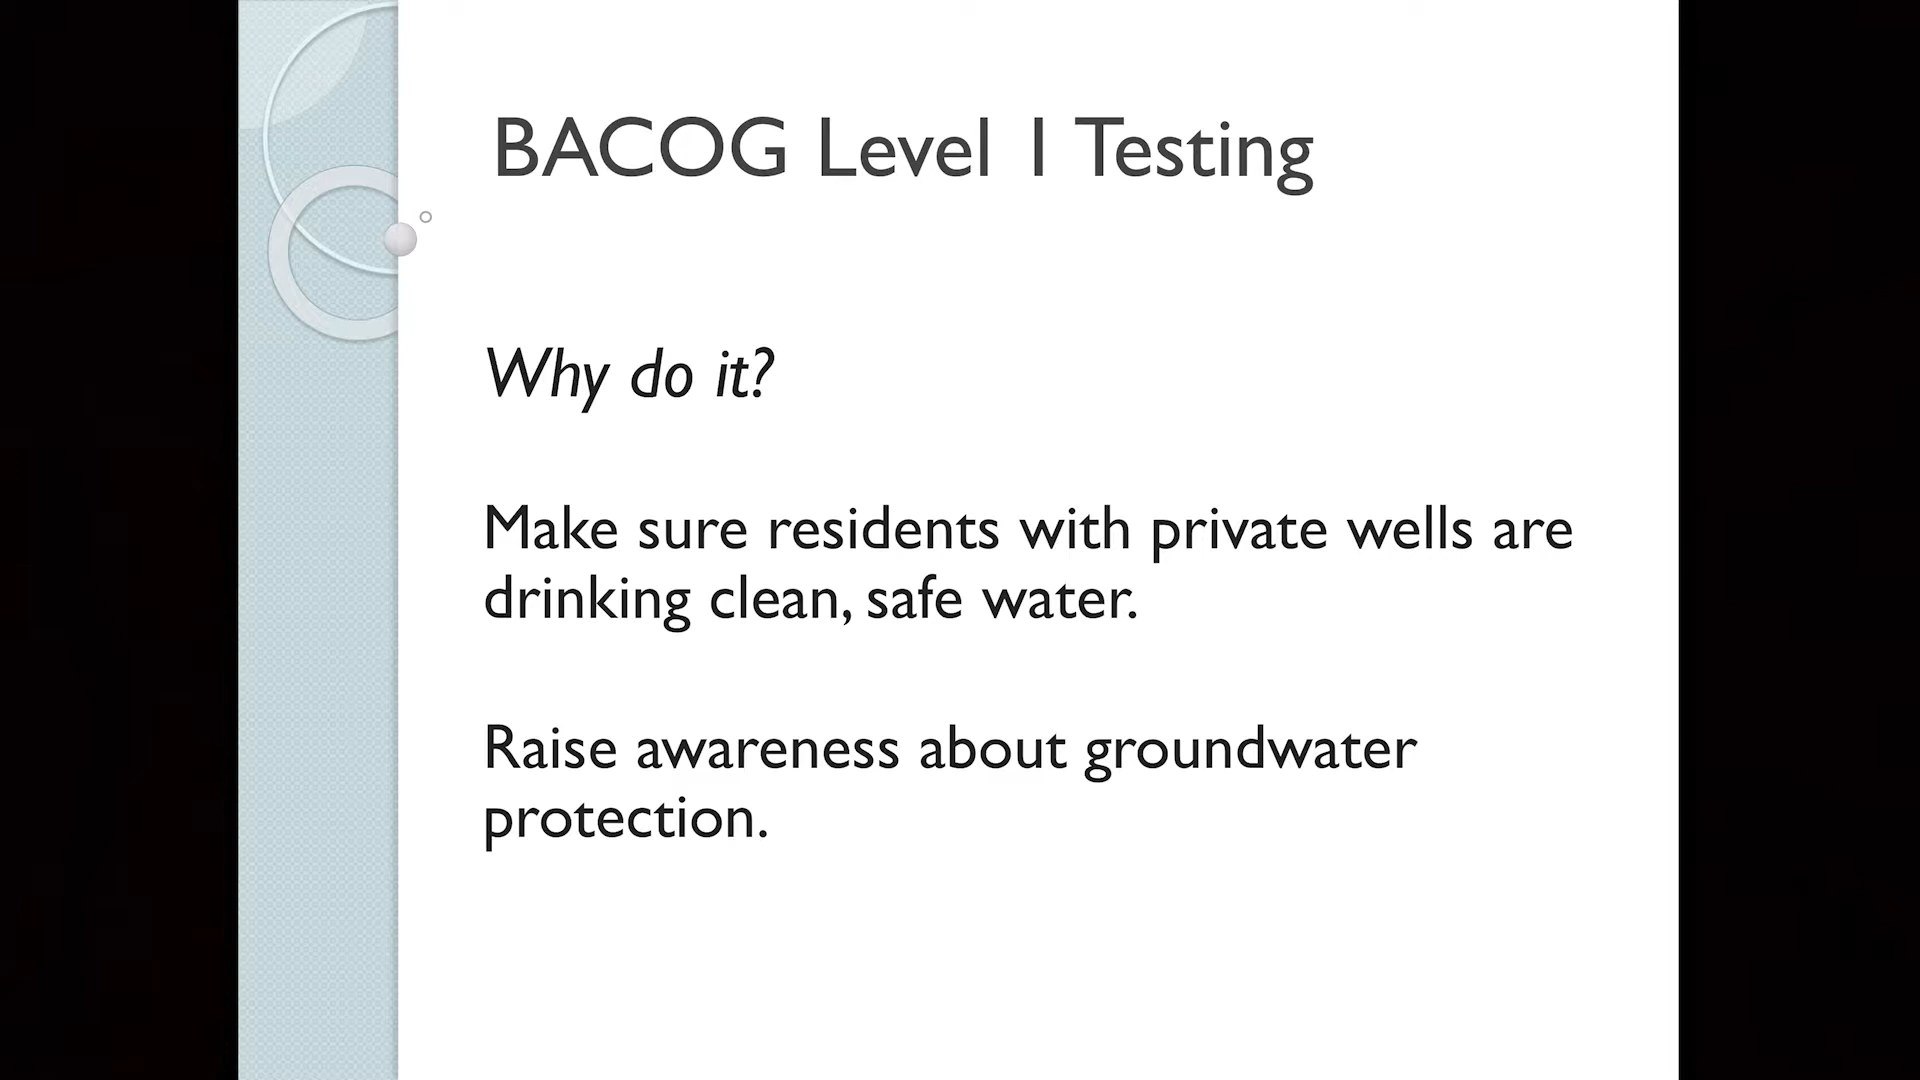 BACOG Level 1 Testing
Why do it?
Make sure residents with private wells are
drinking clean, safe water.
Raise awareness about groundwater
protection.